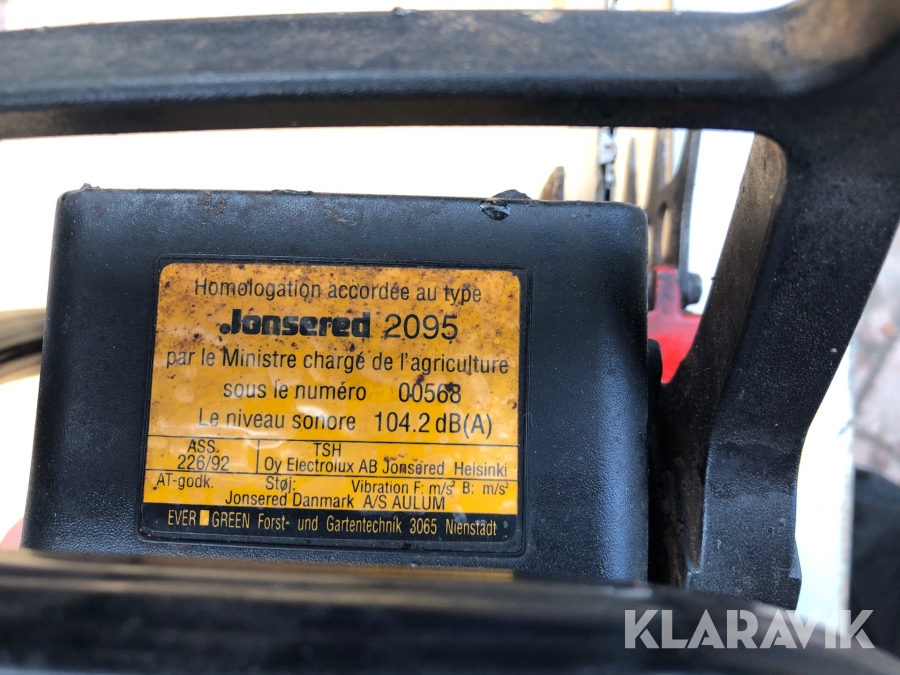 Homologation accordée au type
Jonsered 2095
par le Ministre chargé de l'agriculture
sous le numéro 00568
Le niveau sonore 104.2 dB(A)
ASS. TSH
226/92 Oy Electrolux AB Jonsered Helsinki
AT-godk. Støj: Vibration F: m/s² B: m/s²
Jonsered Danmark A/S AULUM
EVER GREEN Forst- und Gartentechnik 3065 Nienstädt
KLARAVIK